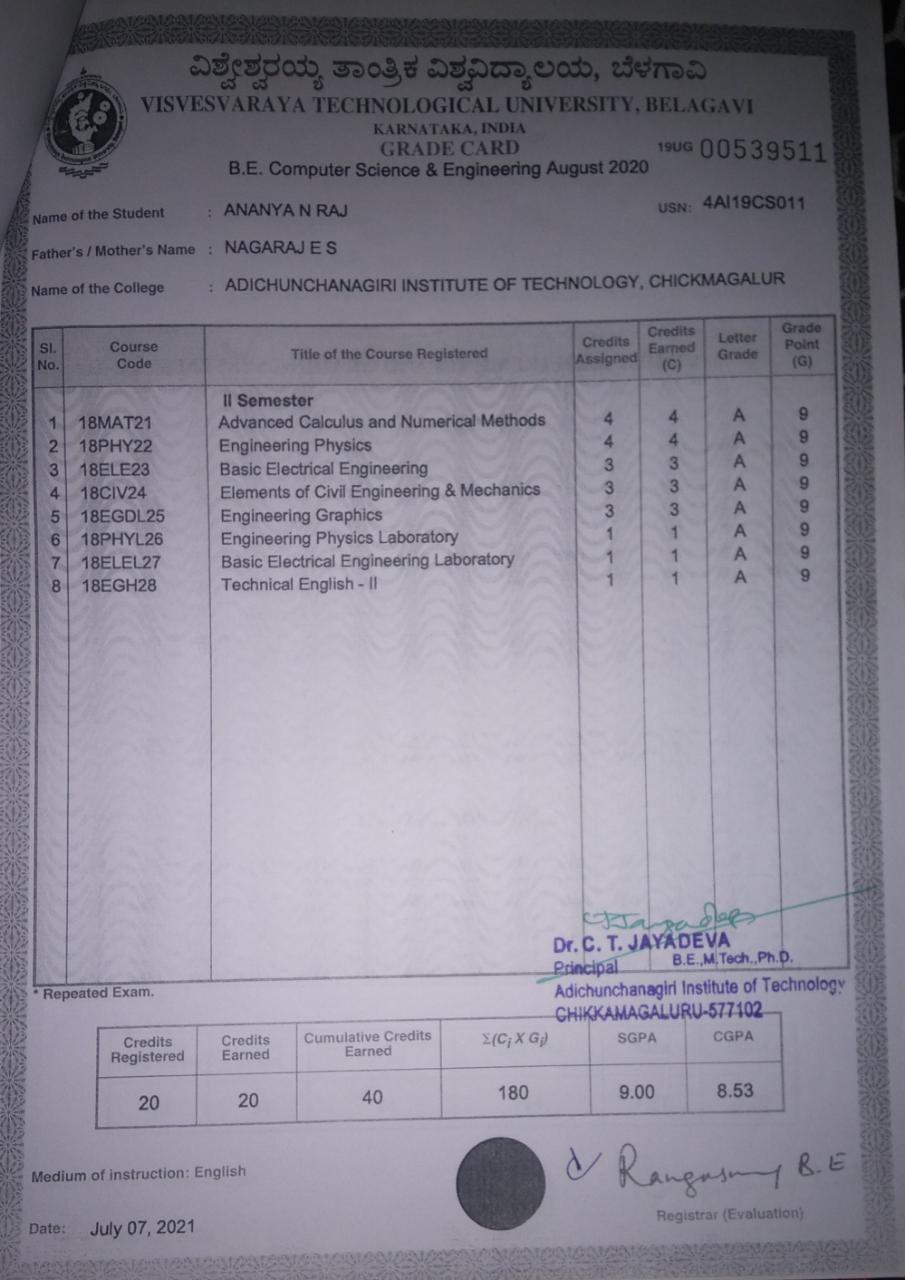 ವಿಶ್ವೇಶ್ವರಯ್ಯ ತಾಂತ್ರಿಕ ವಿಶ್ವವಿದ್ಯಾಲಯ, ಬೆಳಗಾವಿ
VISVESVARAYA TECHNOLOGICAL UNIVERSITY, BELAGAVI
KARNATAKA, INDIA
GRADE CARD
19UG 00539511
B.E. Computer Science & Engineering August 2020
Name of the Student : ANANYA N RAJ USN: 4AI19CS011
Father's / Mother's Name : NAGARAJ E S
Name of the College : ADICHUNCHANAGIRI INSTITUTE OF TECHNOLOGY, CHICKMAGALUR
Sl. No. Course Code Title of the Course Registered Credits Assigned Credits Earned (C) Letter Grade Grade Point (G)
II Semester
1 18MAT21 Advanced Calculus and Numerical Methods 4 4 A 9
2 18PHY22 Engineering Physics 4 4 A 9
3 18ELE23 Basic Electrical Engineering 3 3 A 9
4 18CIV24 Elements of Civil Engineering & Mechanics 3 3 A 9
5 18EGDL25 Engineering Graphics 3 3 A 9
6 18PHYL26 Engineering Physics Laboratory 1 1 A 9
7 18ELEL27 Basic Electrical Engineering Laboratory 1 1 A 9
8 18EGH28 Technical English - II 1 1 A 9
Dr. C. T. JAYADEVA
Principal B.E.,M.Tech.,Ph.D.
Adichunchanagiri Institute of Technology
CHIKKAMAGALURU-577102
* Repeated Exam.
Credits Registered Credits Earned Cumulative Credits Earned Σ(Ci X Gi) SGPA CGPA
20 20 40 180 9.00 8.53
Medium of instruction: English
Rangaswamy B.E
Registrar (Evaluation)
Date: July 07, 2021